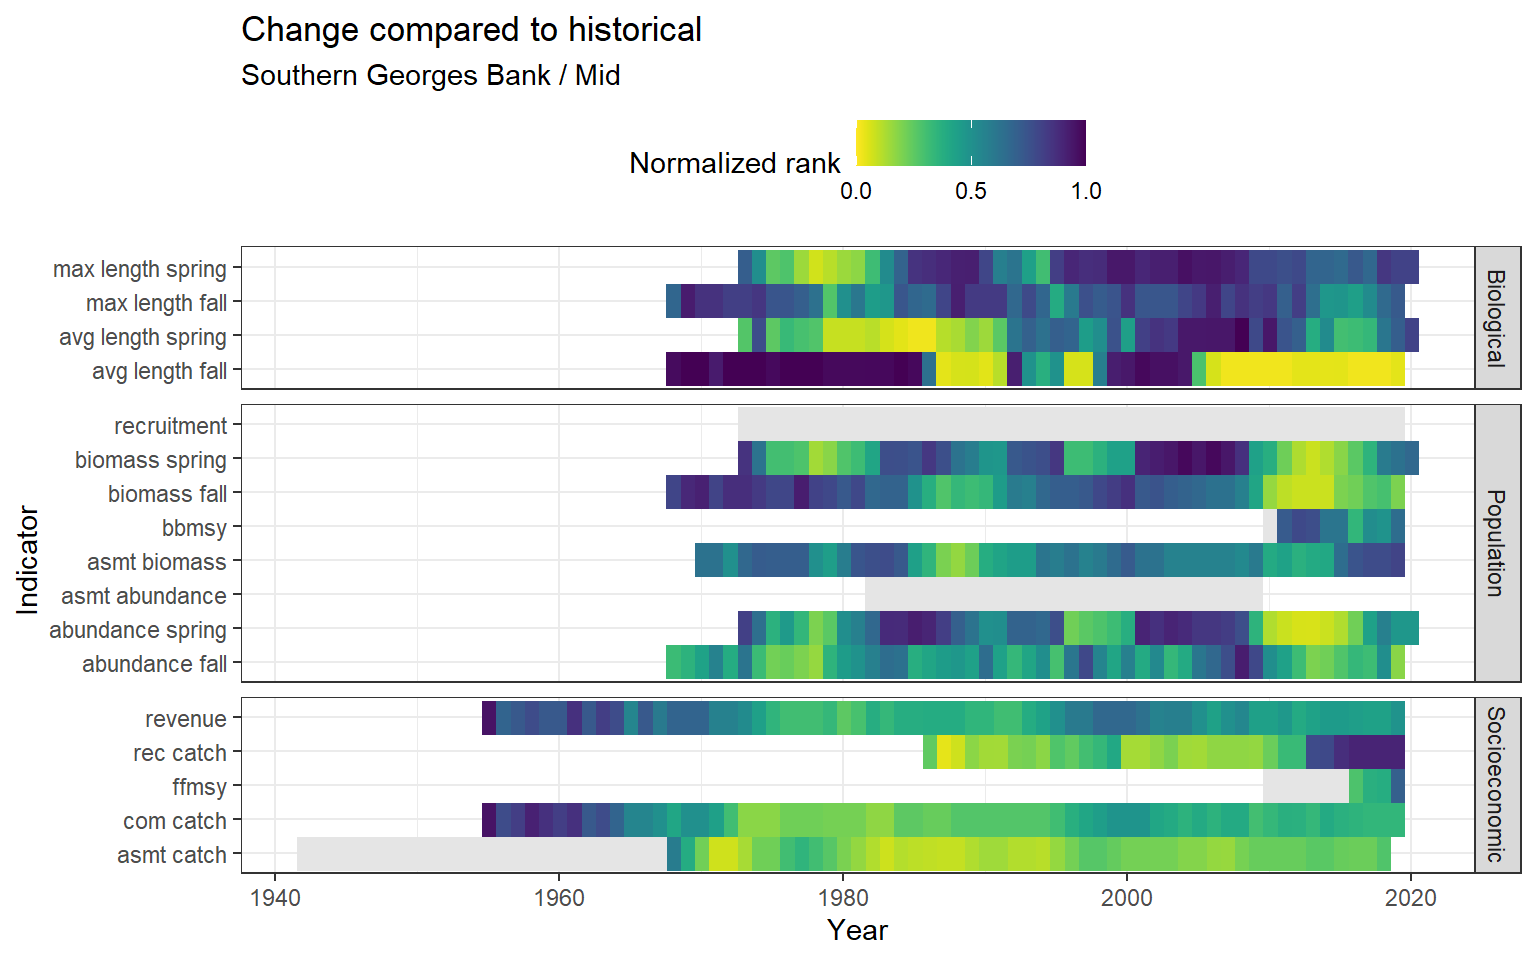 Change compared to historical
Southern Georges Bank / Mid
Normalized rank
0.0 0.5 1.0
max length spring
max length fall
avg length spring
avg length fall
Biological
recruitment
biomass spring
biomass fall
bbmsy
asmt biomass
asmt abundance
abundance spring
abundance fall
Population
revenue
rec catch
ffmsy
com catch
asmt catch
Socioeconomic
Indicator
1940 1960 1980 2000 2020
Year